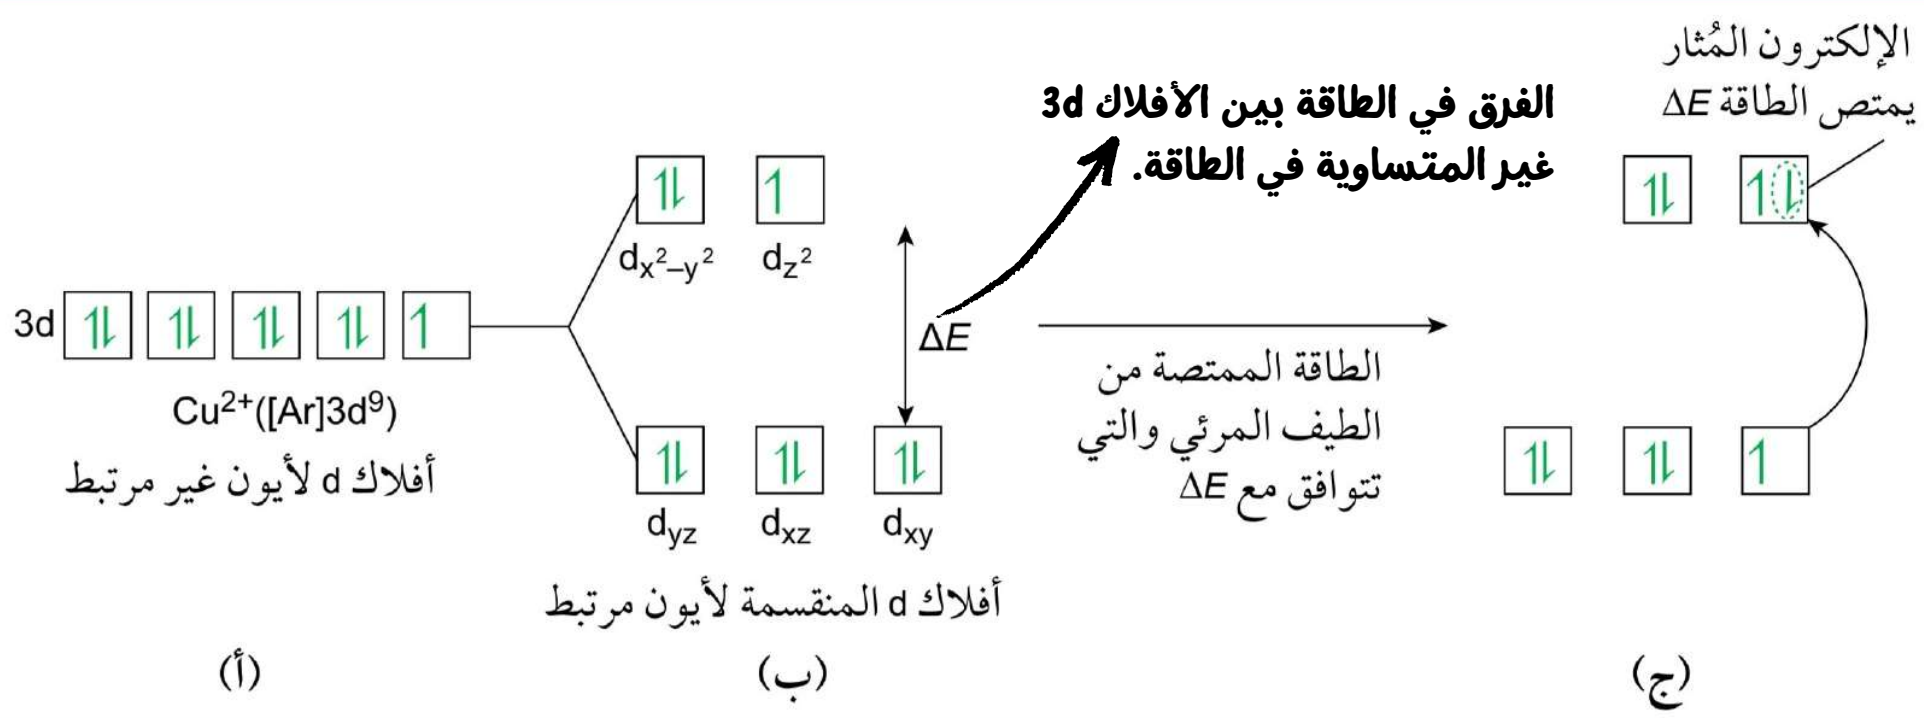 الإلكترون المُثار
يمتص الطاقة ΔE
الفرق في الطاقة بين الأفلاك 3d
غير المتساوية في الطاقة.
dx²–y²
dz²
3d
ΔE
Cu²⁺([Ar]3d⁹)
أفلاك d لأيون غير مرتبط
الطاقة الممتصة من
الطيف المرئي والتي
تتوافق مع ΔE
dyz
dxz
dxy
أفلاك d المنقسمة لأيون مرتبط
(أ)
(ب)
(ج)